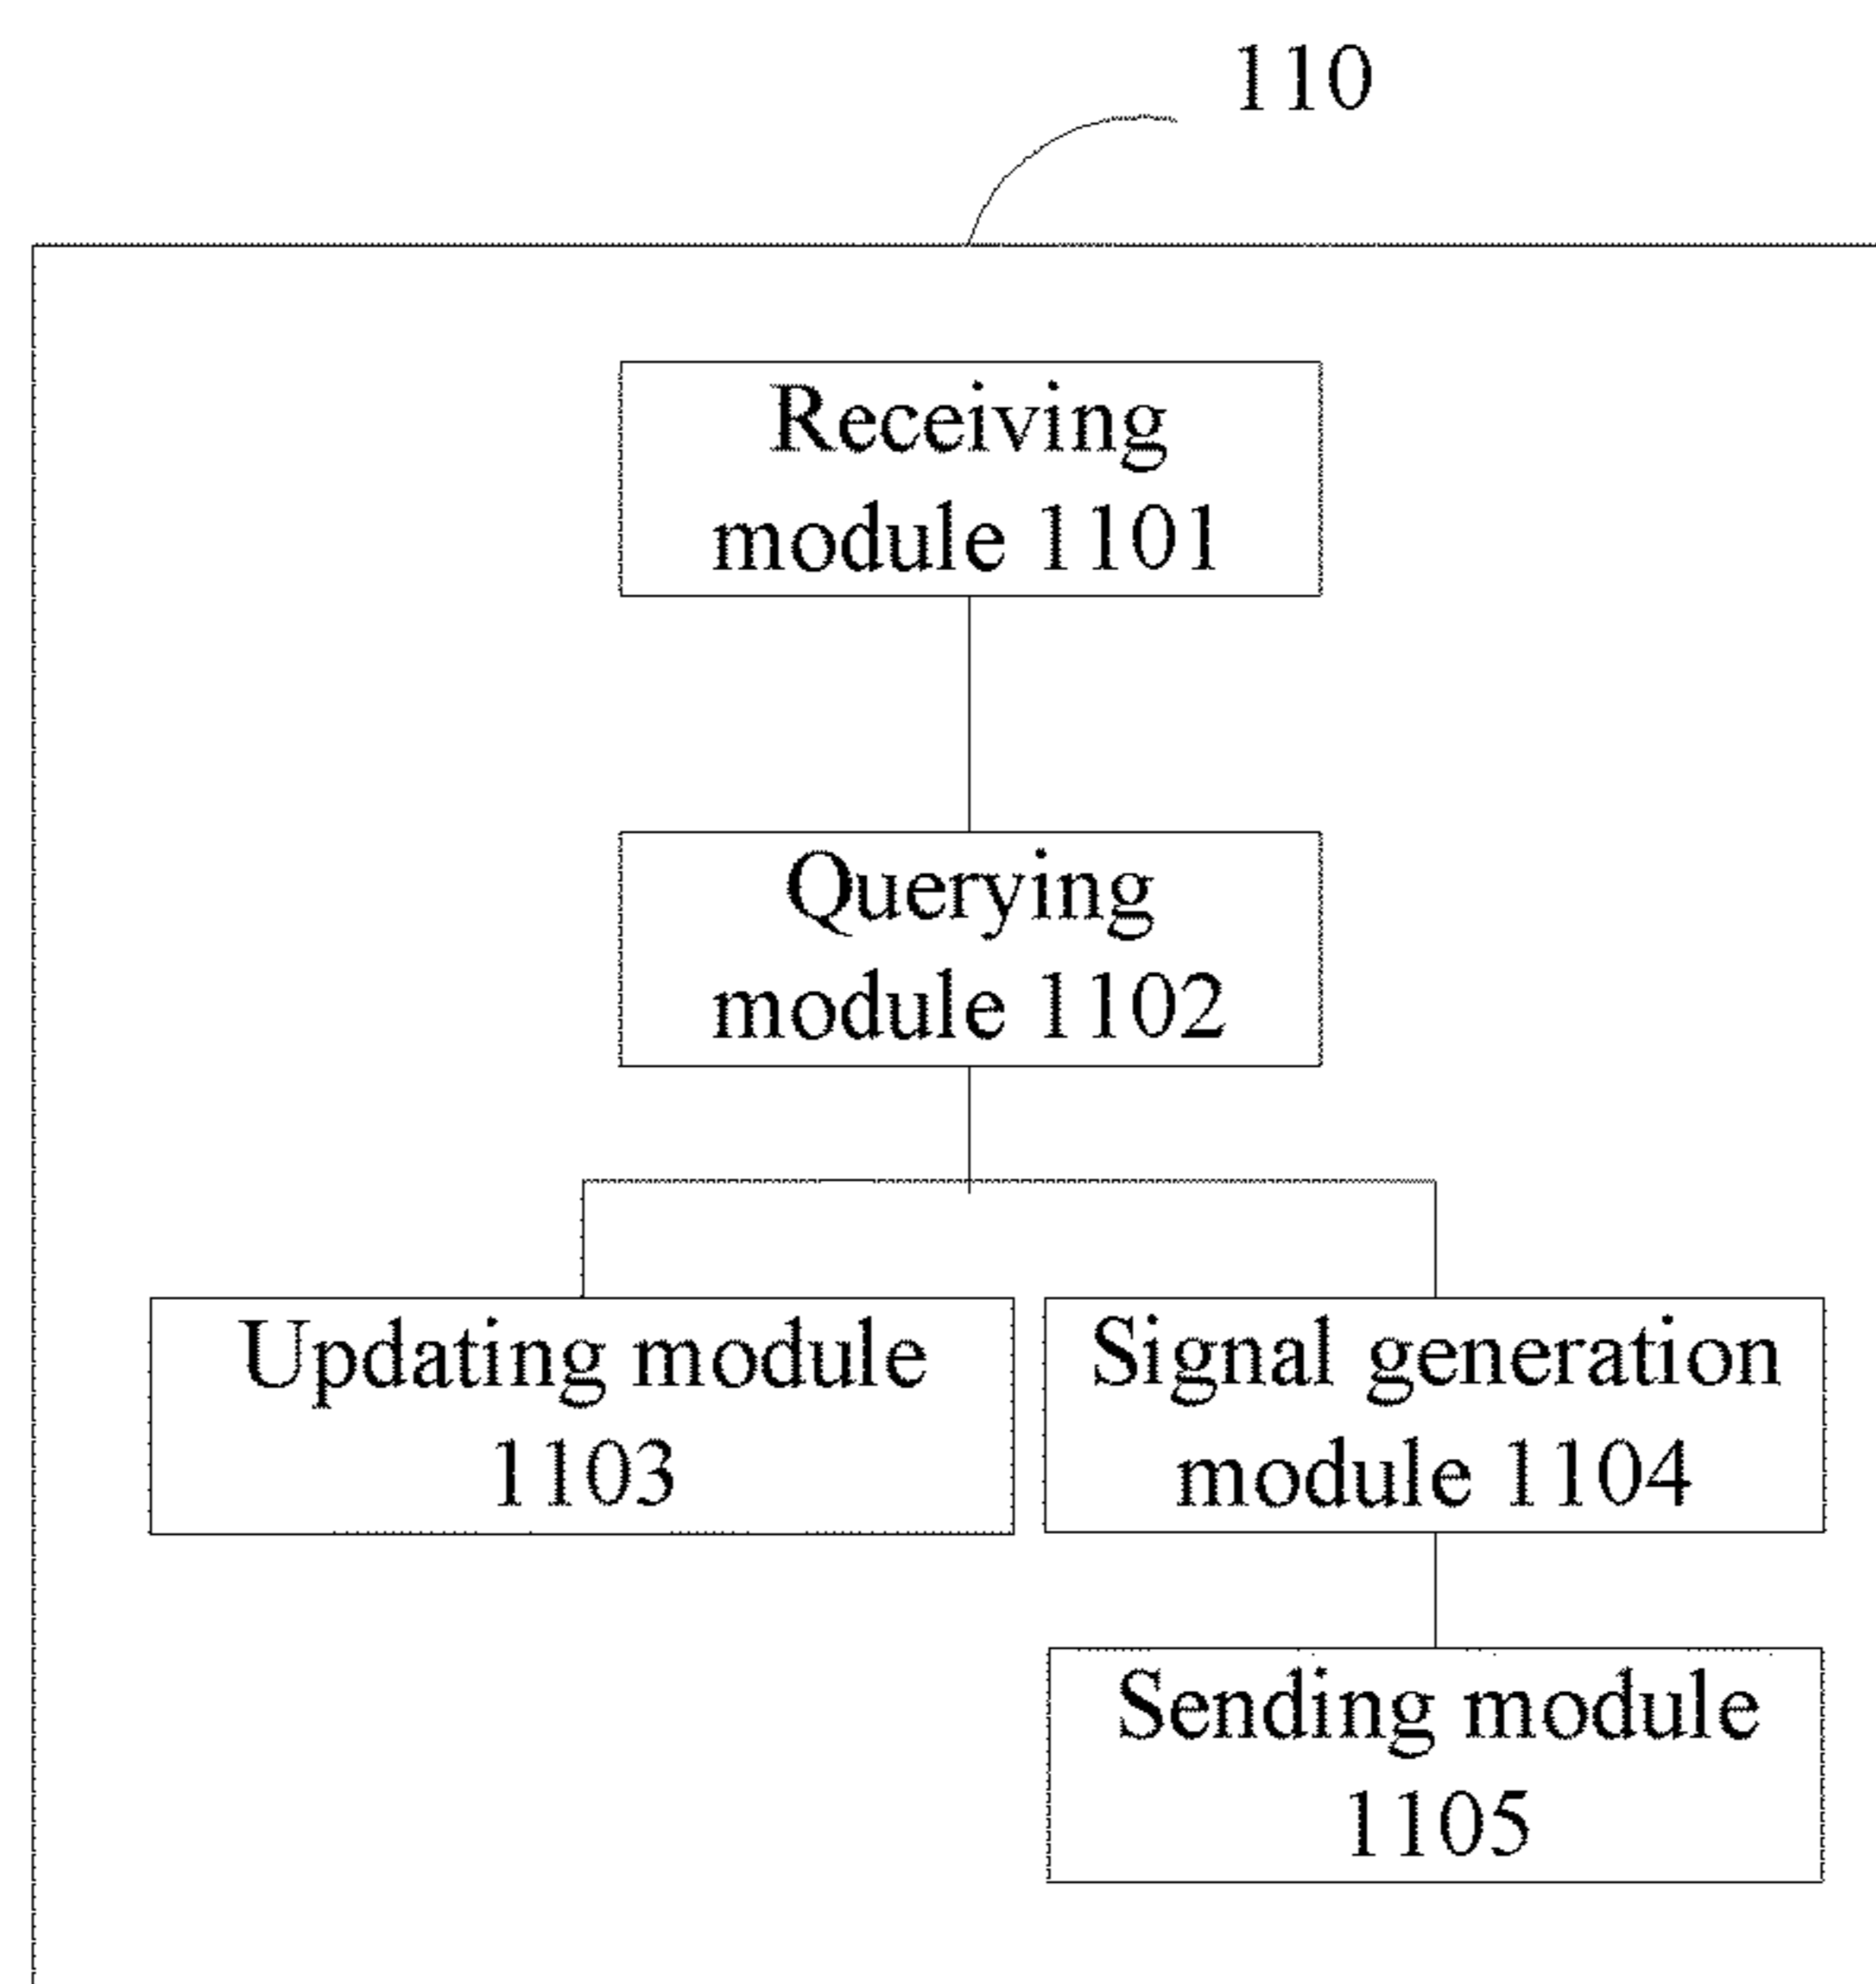 110
Receiving
module 1101
Querying
module 1102
Updating module
1103
Signal generation
module 1104
Sending module
1105